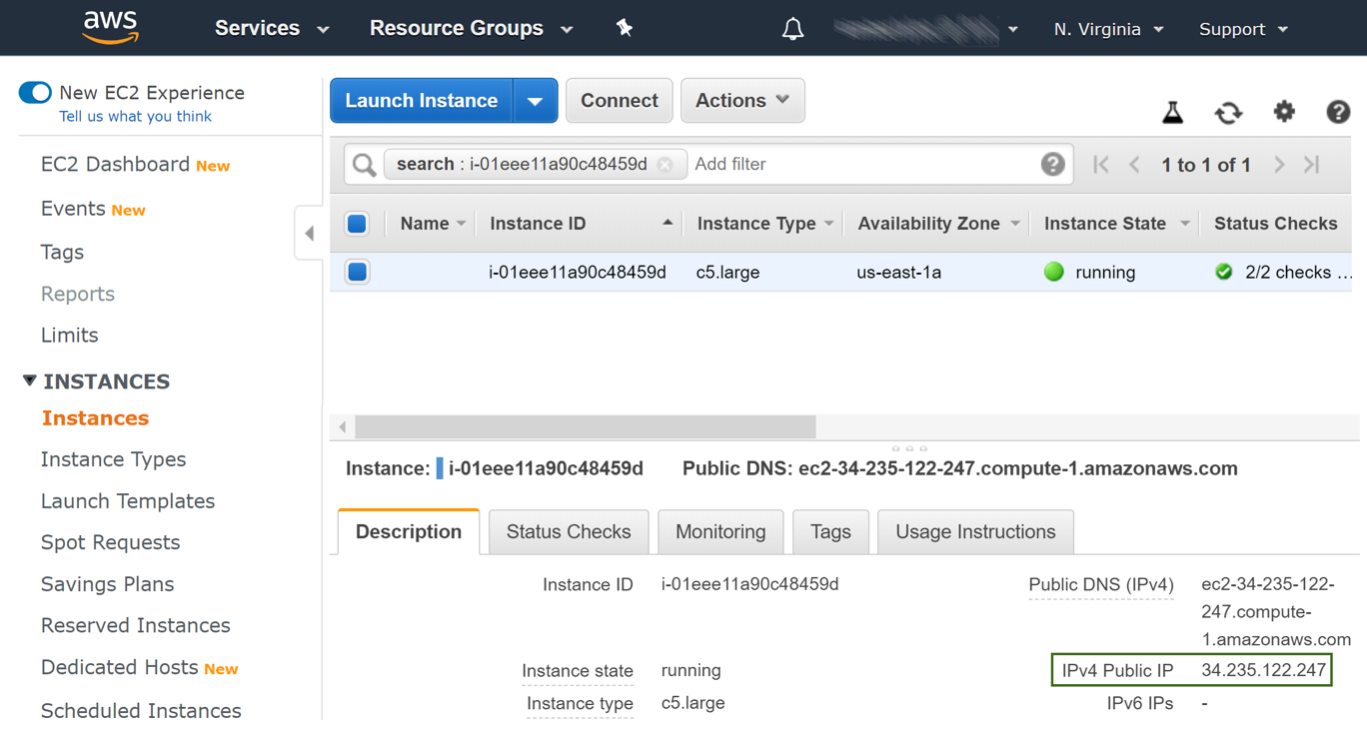 aws Services Resource Groups N. Virginia Support
New EC2 Experience
Tell us what you think
EC2 Dashboard New
Events New
Tags
Reports
Limits
INSTANCES
Instances
Instance Types
Launch Templates
Spot Requests
Savings Plans
Reserved Instances
Dedicated Hosts New
Scheduled Instances
Launch Instance Connect Actions
search : i-01eee11a90c48459d Add filter 1 to 1 of 1
Name Instance ID Instance Type Availability Zone Instance State Status Checks
i-01eee11a90c48459d c5.large us-east-1a running 2/2 checks ...
Instance: i-01eee11a90c48459d Public DNS: ec2-34-235-122-247.compute-1.amazonaws.com
Description Status Checks Monitoring Tags Usage Instructions
Instance ID i-01eee11a90c48459d Public DNS (IPv4) ec2-34-235-122-
247.compute-
1.amazonaws.com
Instance state running IPv4 Public IP 34.235.122.247
Instance type c5.large IPv6 IPs -